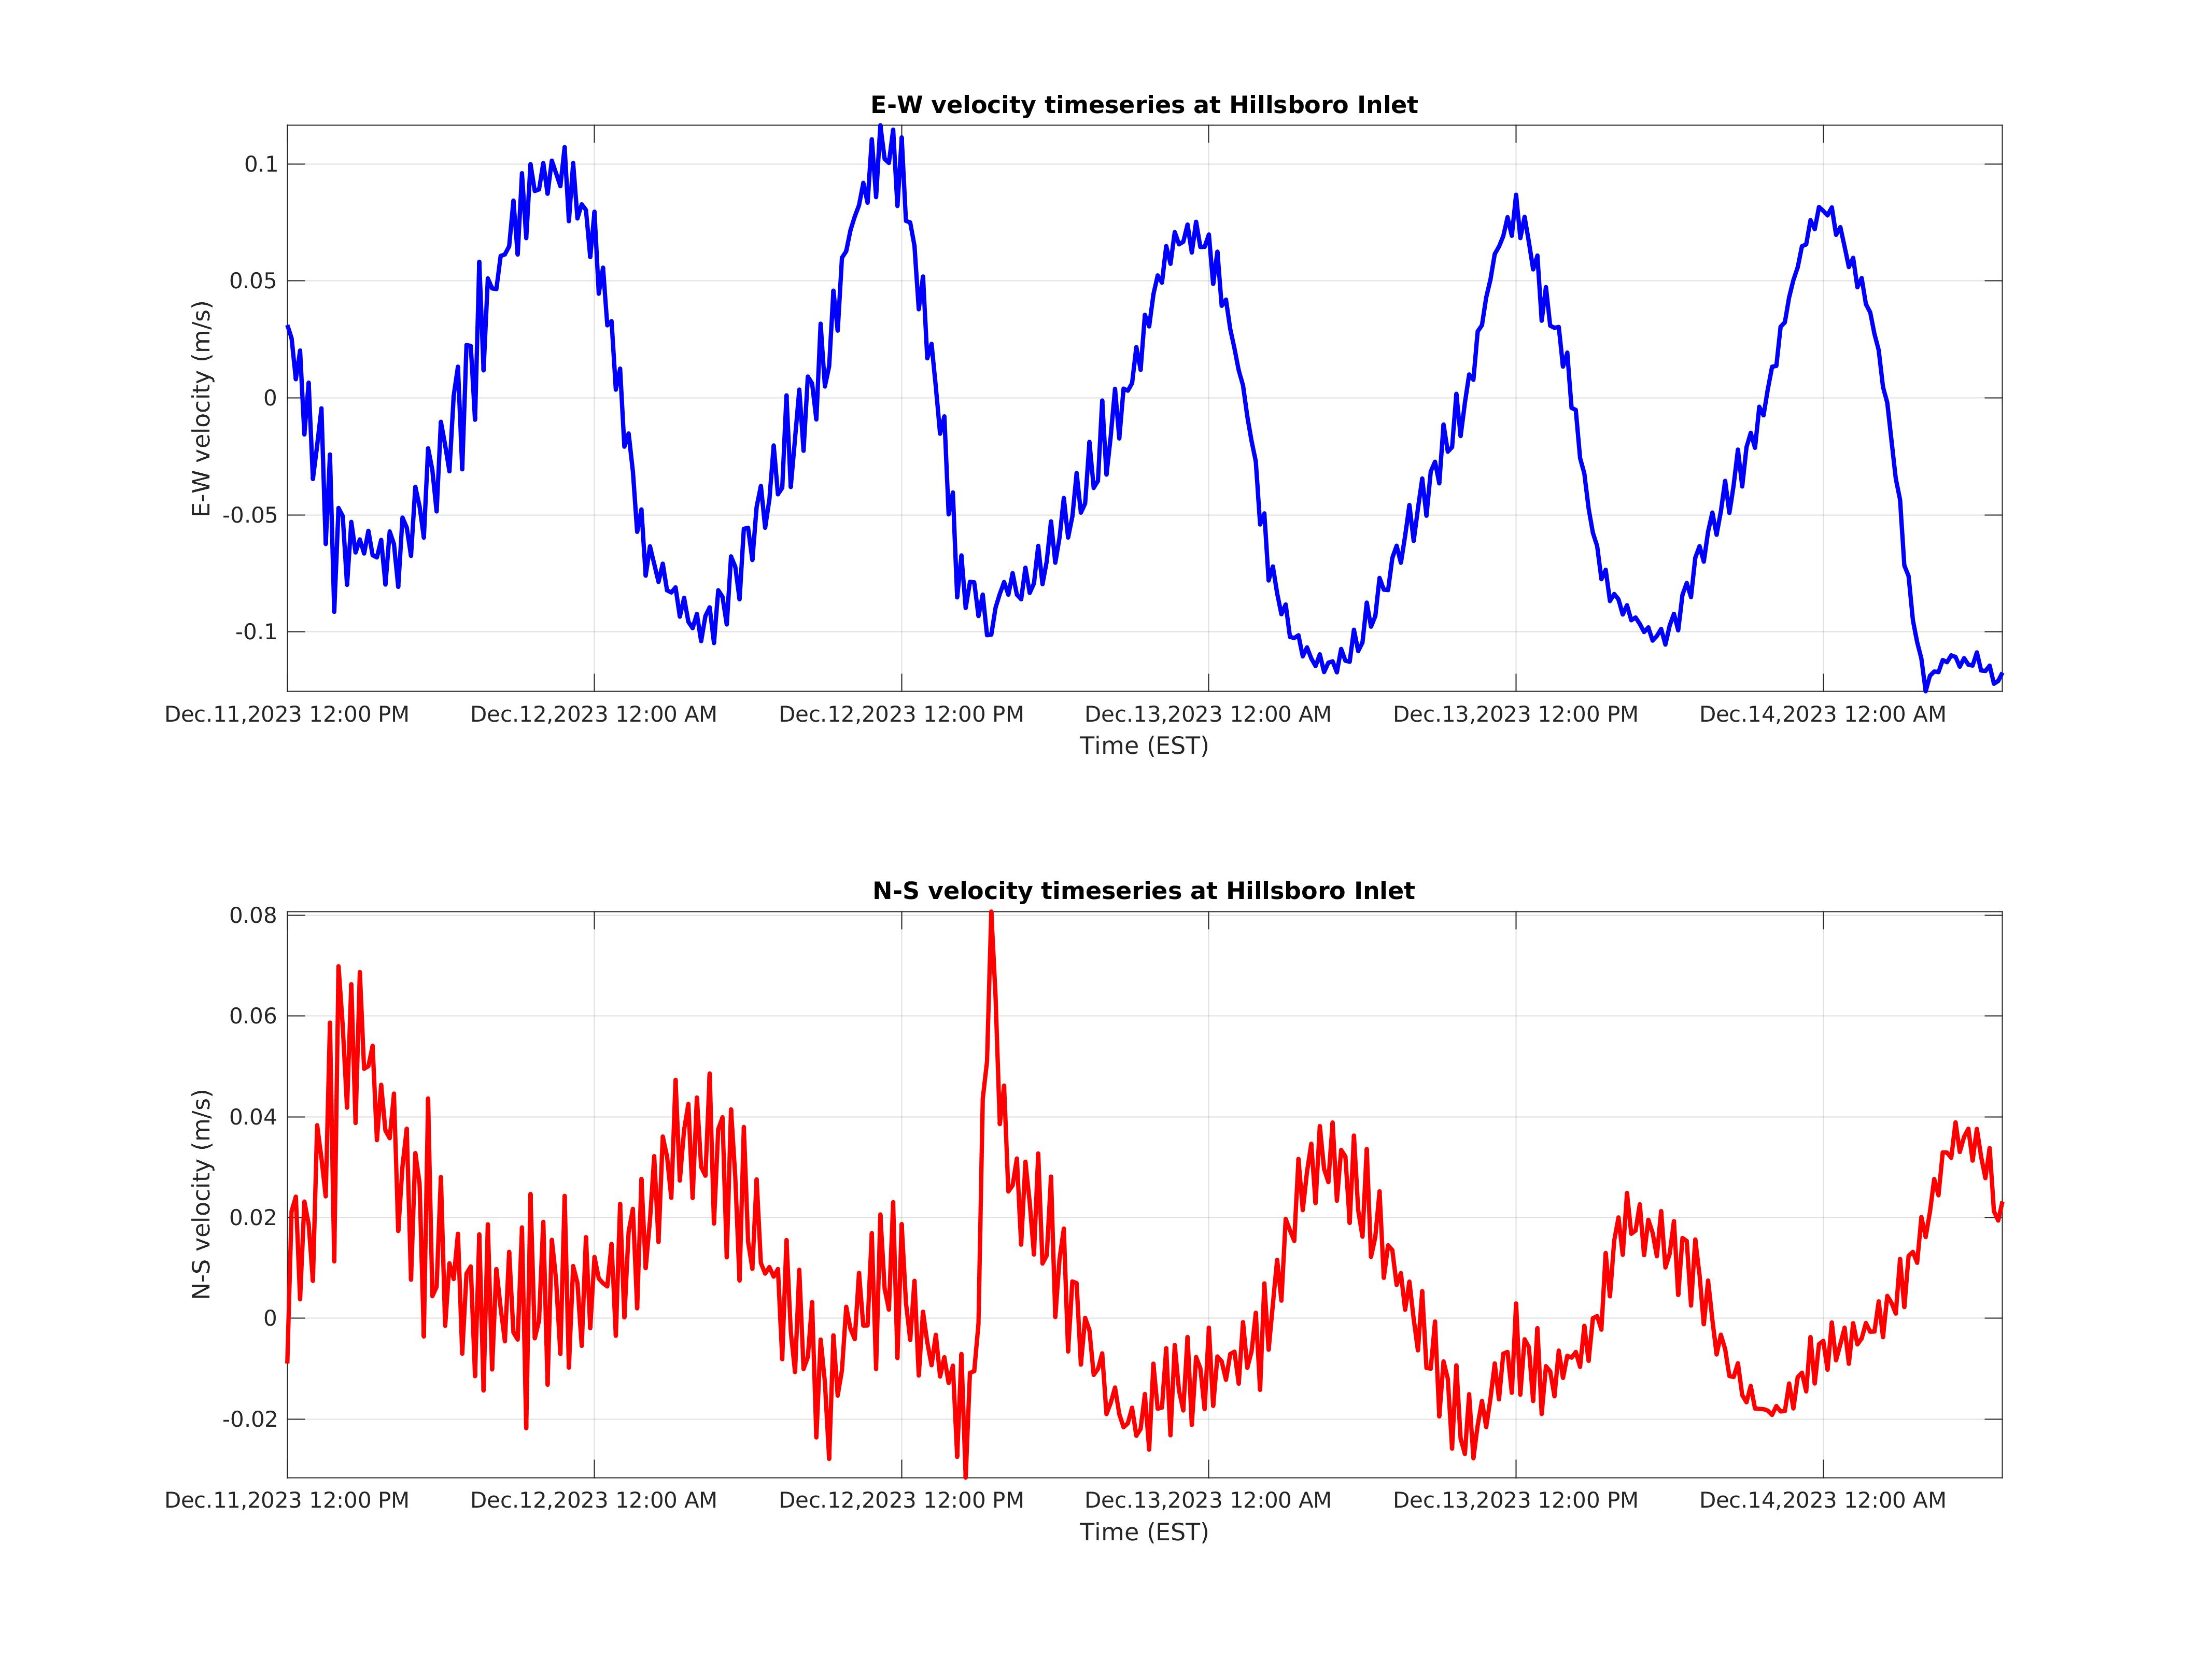 E-W velocity timeseries at Hillsboro Inlet
E-W velocity (m/s)
0.1
0.05
0
-0.05
-0.1
Dec.11,2023 12:00 PM Dec.12,2023 12:00 AM Dec.12,2023 12:00 PM Dec.13,2023 12:00 AM Dec.13,2023 12:00 PM Dec.14,2023 12:00 AM
Time (EST)
N-S velocity timeseries at Hillsboro Inlet
N-S velocity (m/s)
0.08
0.06
0.04
0.02
0
-0.02
Dec.11,2023 12:00 PM Dec.12,2023 12:00 AM Dec.12,2023 12:00 PM Dec.13,2023 12:00 AM Dec.13,2023 12:00 PM Dec.14,2023 12:00 AM
Time (EST)